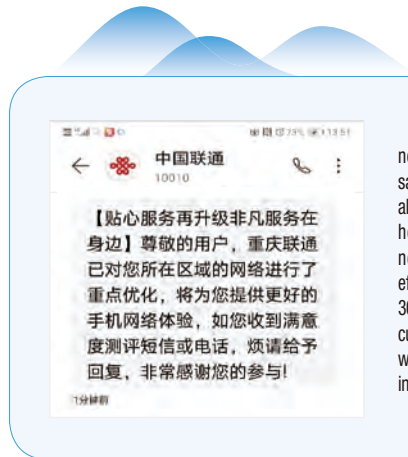 中国联通
10010
【贴心服务再升级非凡服务在
身边】尊敬的用户，重庆联通
已对您所在区域的网络进行了
重点优化，将为您提供更好的
手机网络体验，如您收到满意
度测评短信或电话，烦请给予
回复，非常感谢您的参与!
1分钟前